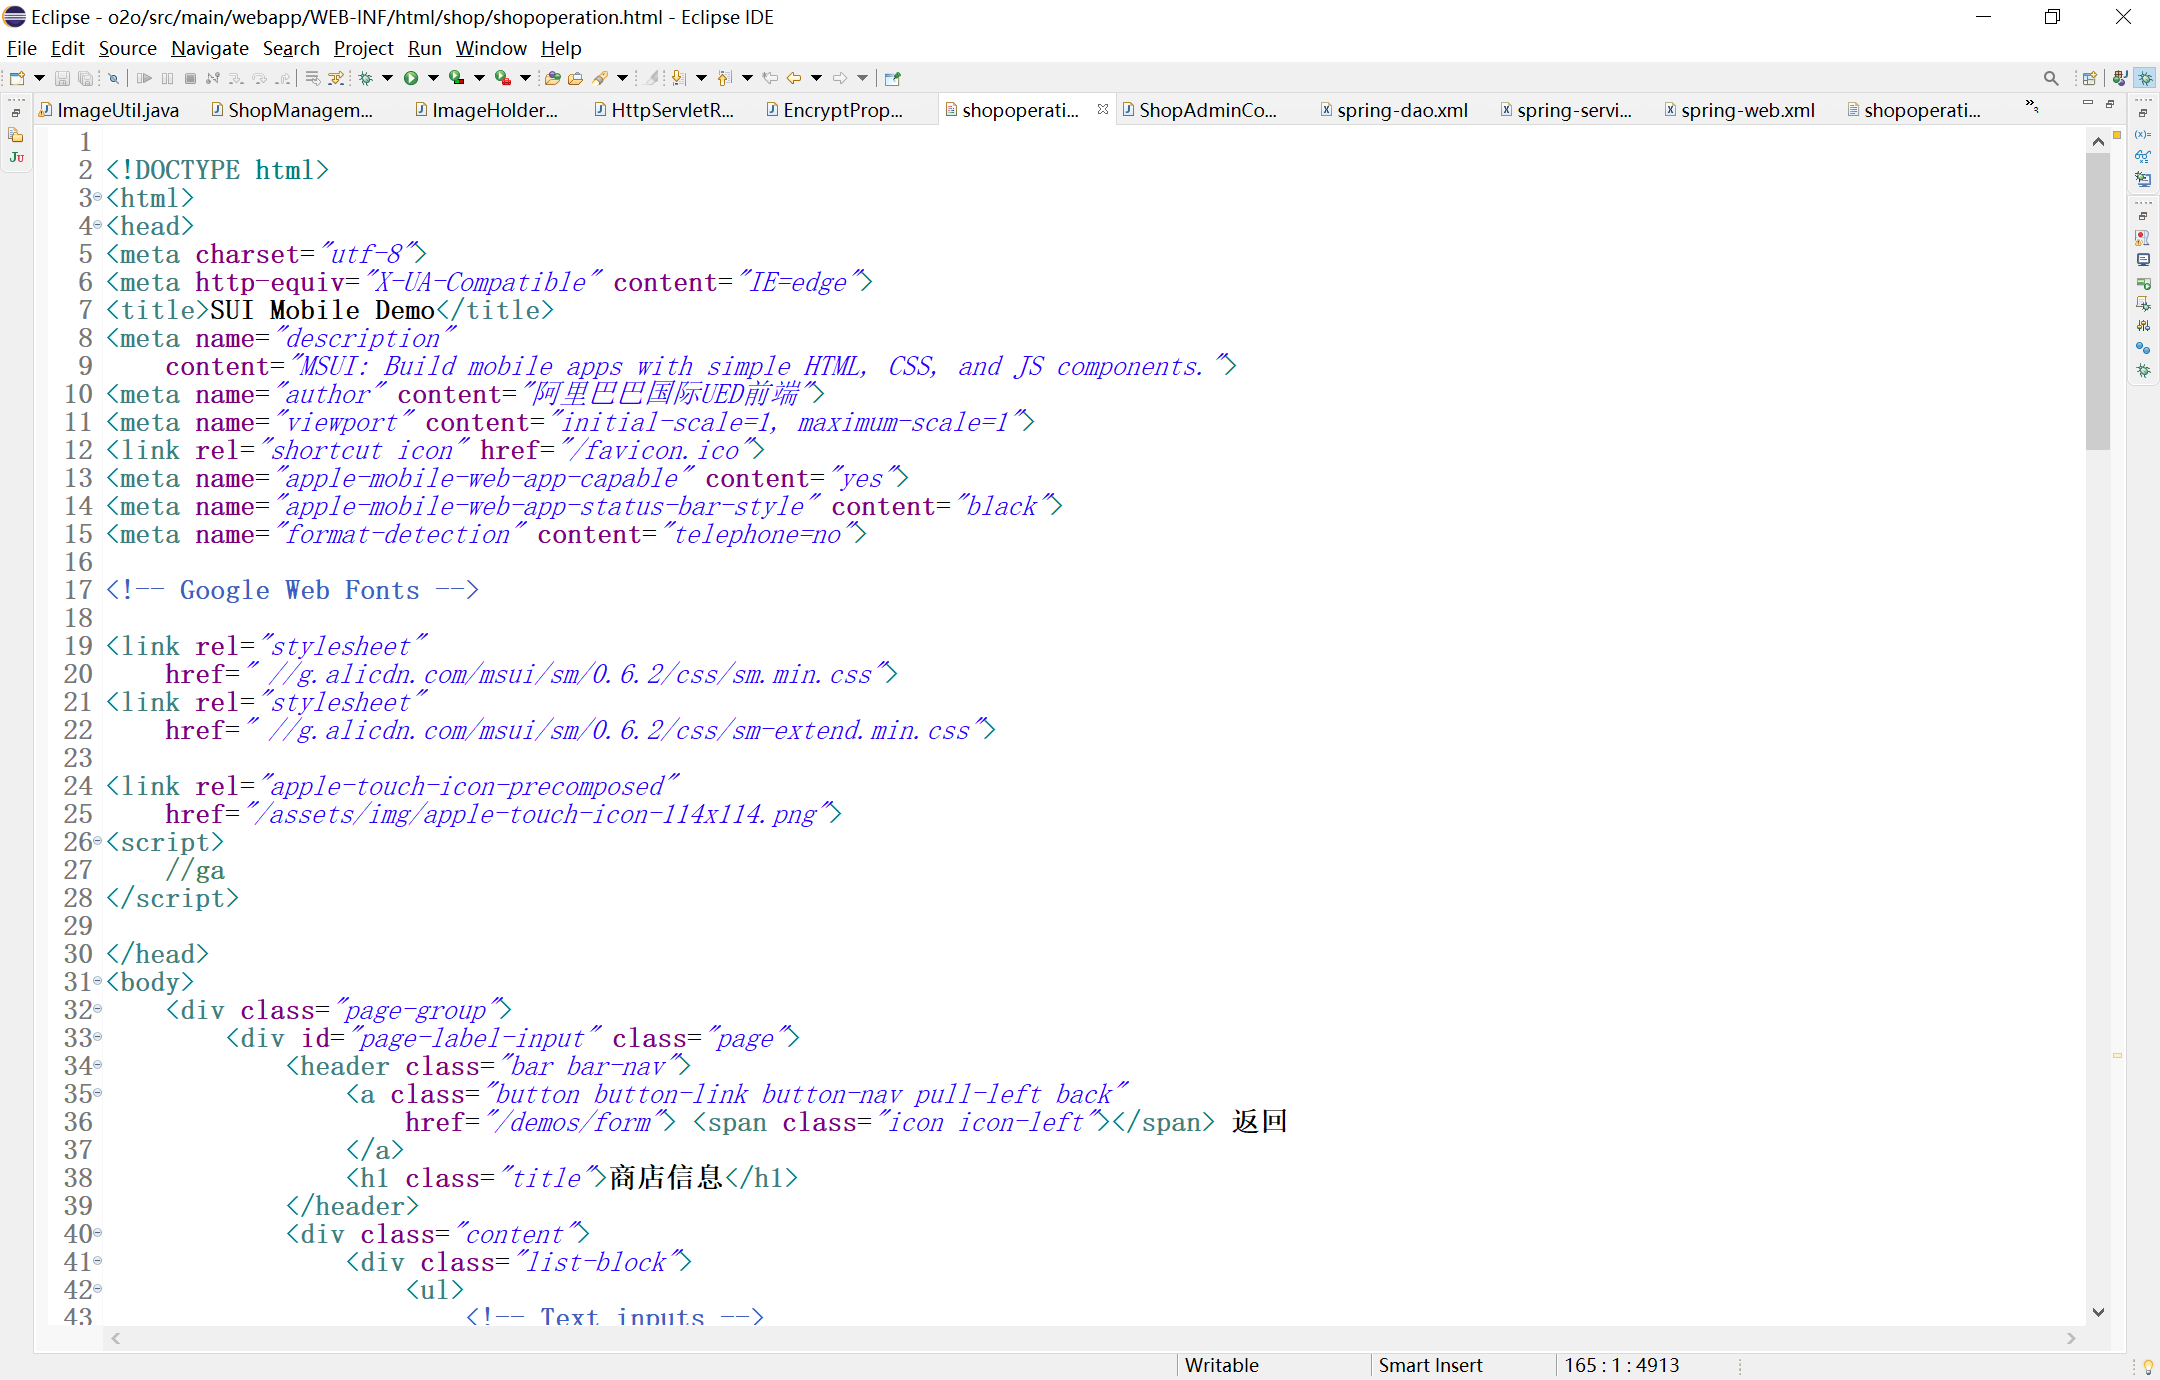 Eclipse - o2o/src/main/webapp/WEB-INF/html/shop/shopoperation.html - Eclipse IDE
File Edit Source Navigate Search Project Run Window Help
ImageUtil.java ShopManagem... ImageHolder... HttpServletR... EncryptProp... shopoperati... ShopAdminCo... spring-dao.xml spring-servi... spring-web.xml shopoperati... »3
1
2 <!DOCTYPE html>
3 <html>
4 <head>
5 <meta charset="utf-8">
6 <meta http-equiv="X-UA-Compatible" content="IE=edge">
7 <title>SUI Mobile Demo</title>
8 <meta name="description"
9 content="MSUI: Build mobile apps with simple HTML, CSS, and JS components.">
10 <meta name="author" content="阿里巴巴国际UED前端">
11 <meta name="viewport" content="initial-scale=1, maximum-scale=1">
12 <link rel="shortcut icon" href="/favicon.ico">
13 <meta name="apple-mobile-web-app-capable" content="yes">
14 <meta name="apple-mobile-web-app-status-bar-style" content="black">
15 <meta name="format-detection" content="telephone=no">
16
17 <!-- Google Web Fonts -->
18
19 <link rel="stylesheet"
20 href=" //g.alicdn.com/msui/sm/0.6.2/css/sm.min.css">
21 <link rel="stylesheet"
22 href=" //g.alicdn.com/msui/sm/0.6.2/css/sm-extend.min.css">
23
24 <link rel="apple-touch-icon-precomposed"
25 href="/assets/img/apple-touch-icon-114x114.png">
26 <script>
27 //ga
28 </script>
29
30 </head>
31 <body>
32 <div class="page-group">
33 <div id="page-label-input" class="page">
34 <header class="bar bar-nav">
35 <a class="button button-link button-nav pull-left back"
36 href="/demos/form"> <span class="icon icon-left"></span> 返回
37 </a>
38 <h1 class="title">商店信息</h1>
39 </header>
40 <div class="content">
41 <div class="list-block">
42 <ul>
43 <!-- Text inputs -->
Writable Smart Insert 165 : 1 : 4913